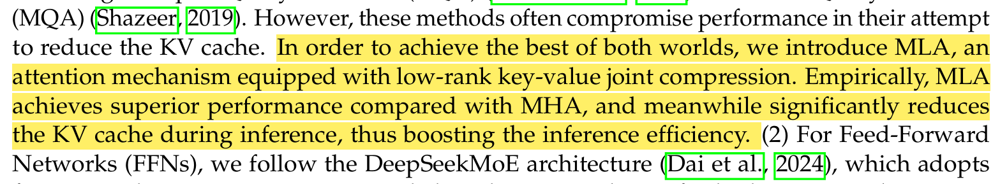 (MQA) (Shazeer, 2019). However, these methods often compromise performance in their attempt
to reduce the KV cache. In order to achieve the best of both worlds, we introduce MLA, an
attention mechanism equipped with low-rank key-value joint compression. Empirically, MLA
achieves superior performance compared with MHA, and meanwhile significantly reduces
the KV cache during inference, thus boosting the inference efficiency. (2) For Feed-Forward
Networks (FFNs), we follow the DeepSeekMoE architecture (Dai et al., 2024), which adopts